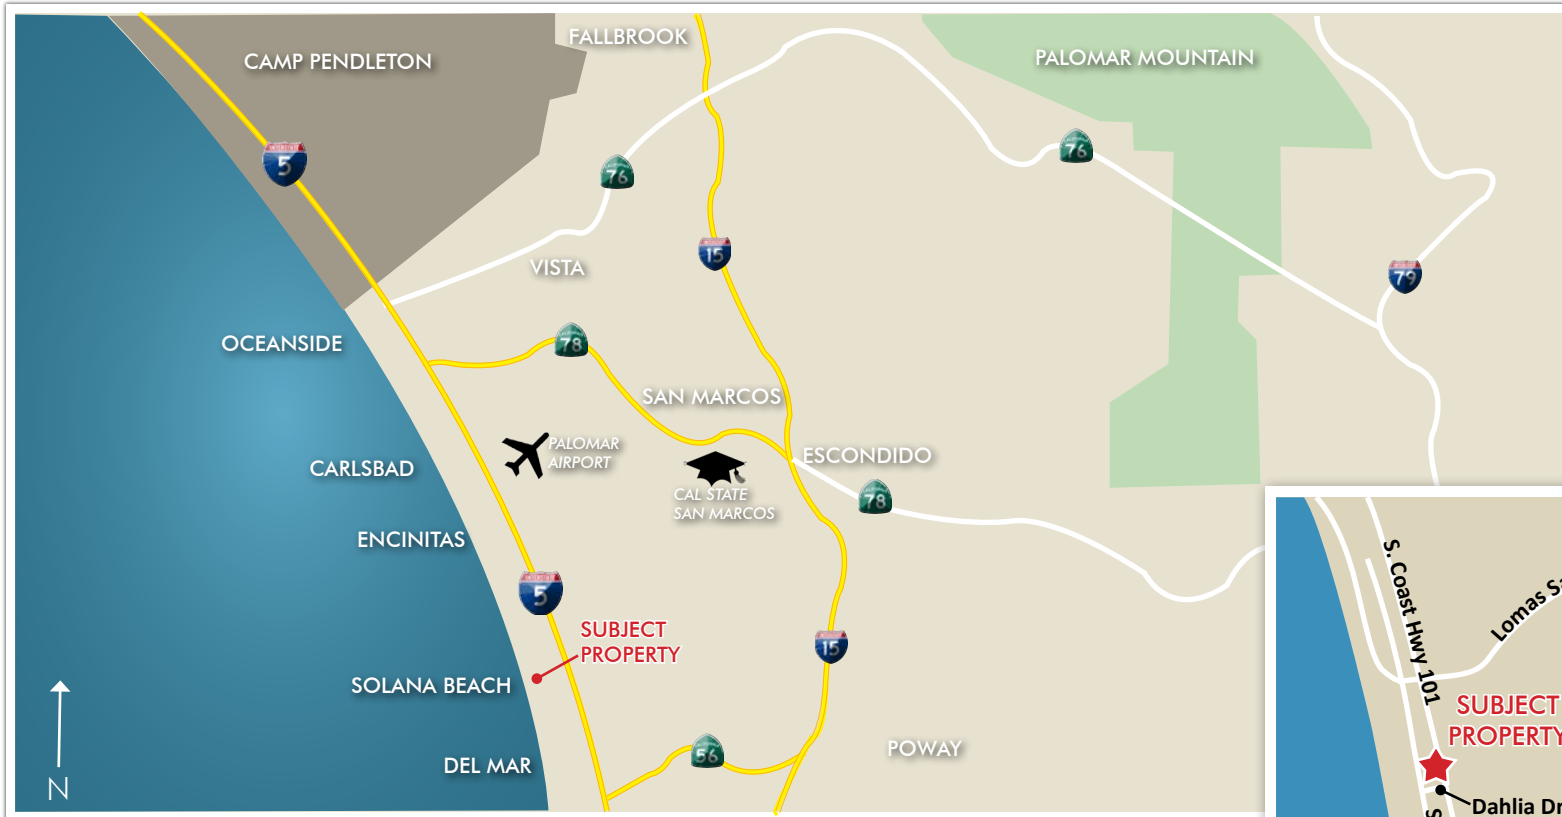 FALLBROOK
CAMP PENDLETON
PALOMAR MOUNTAIN
76
5
76
15
VISTA
79
OCEANSIDE
78
SAN MARCOS
PALOMAR
AIRPORT
ESCONDIDO
CARLSBAD
CAL STATE
SAN MARCOS
78
ENCINITAS
5
SUBJECT
PROPERTY
15
SOLANA BEACH
56
POWAY
DEL MAR
N
S. Coast Hwy 101
Lomas Sa
SUBJECT
PROPERTY
Dahlia Dr
S